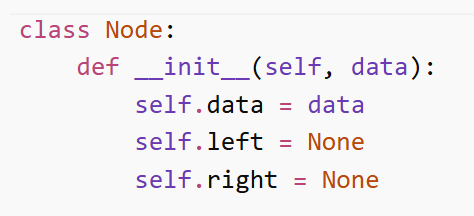 class Node:
    def __init__(self, data):
        self.data = data
        self.left = None
        self.right = None